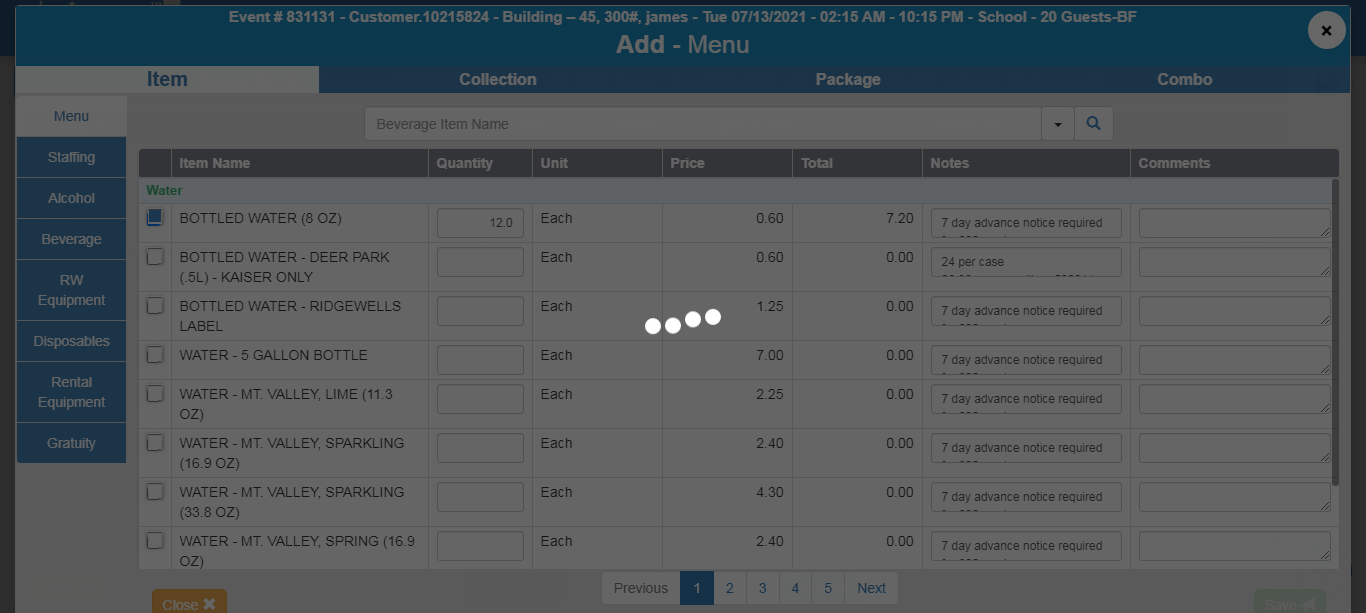 Event # 831131 - Customer.10215824 - Building – 45, 300#, james - Tue 07/13/2021 - 02:15 AM - 10:15 PM - School - 20 Guests-BF
Add - Menu
Item Collection Package Combo
Menu
Staffing
Alcohol
Beverage
RW
Equipment
Disposables
Rental
Equipment
Gratuity
Beverage Item Name
Item Name Quantity Unit Price Total Notes Comments
Water
BOTTLED WATER (8 OZ) 12.0 Each 0.60 7.20 7 day advance notice required
BOTTLED WATER - DEER PARK Each 0.60 0.00 24 per case
(.5L) - KAISER ONLY
BOTTLED WATER - RIDGEWELLS Each 1.25 0.00 7 day advance notice required
LABEL
WATER - 5 GALLON BOTTLE Each 7.00 0.00 7 day advance notice required
WATER - MT. VALLEY, LIME (11.3 Each 2.25 0.00 7 day advance notice required
OZ)
WATER - MT. VALLEY, SPARKLING Each 2.40 0.00 7 day advance notice required
(16.9 OZ)
WATER - MT. VALLEY, SPARKLING Each 4.30 0.00 7 day advance notice required
(33.8 OZ)
WATER - MT. VALLEY, SPRING (16.9 Each 2.40 0.00 7 day advance notice required
OZ)
Previous 1 2 3 4 5 Next
Close Save